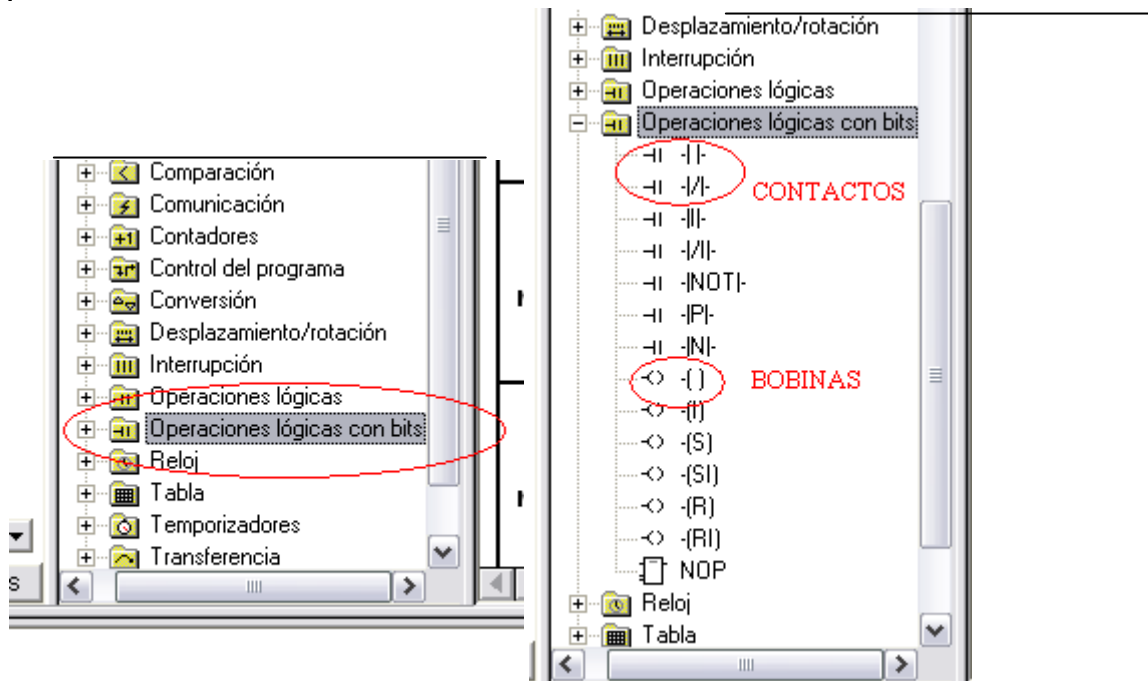 Comparación
Comunicación
Contadores
Control del programa
Conversión
Desplazamiento/rotación
Interrupción
Operaciones lógicas
Operaciones lógicas con bits
Reloj
Tabla
Temporizadores
Transferencia
s
Desplazamiento/rotación
Interrupción
Operaciones lógicas
Operaciones lógicas con bits
-| |-
-|/|-
CONTACTOS
-|I|-
-|/I|-
-|NOT|-
-|P|-
-|N|-
-( )
BOBINAS
-(I)
-(S)
-(SI)
-(R)
-(RI)
NOP
Reloj
Tabla